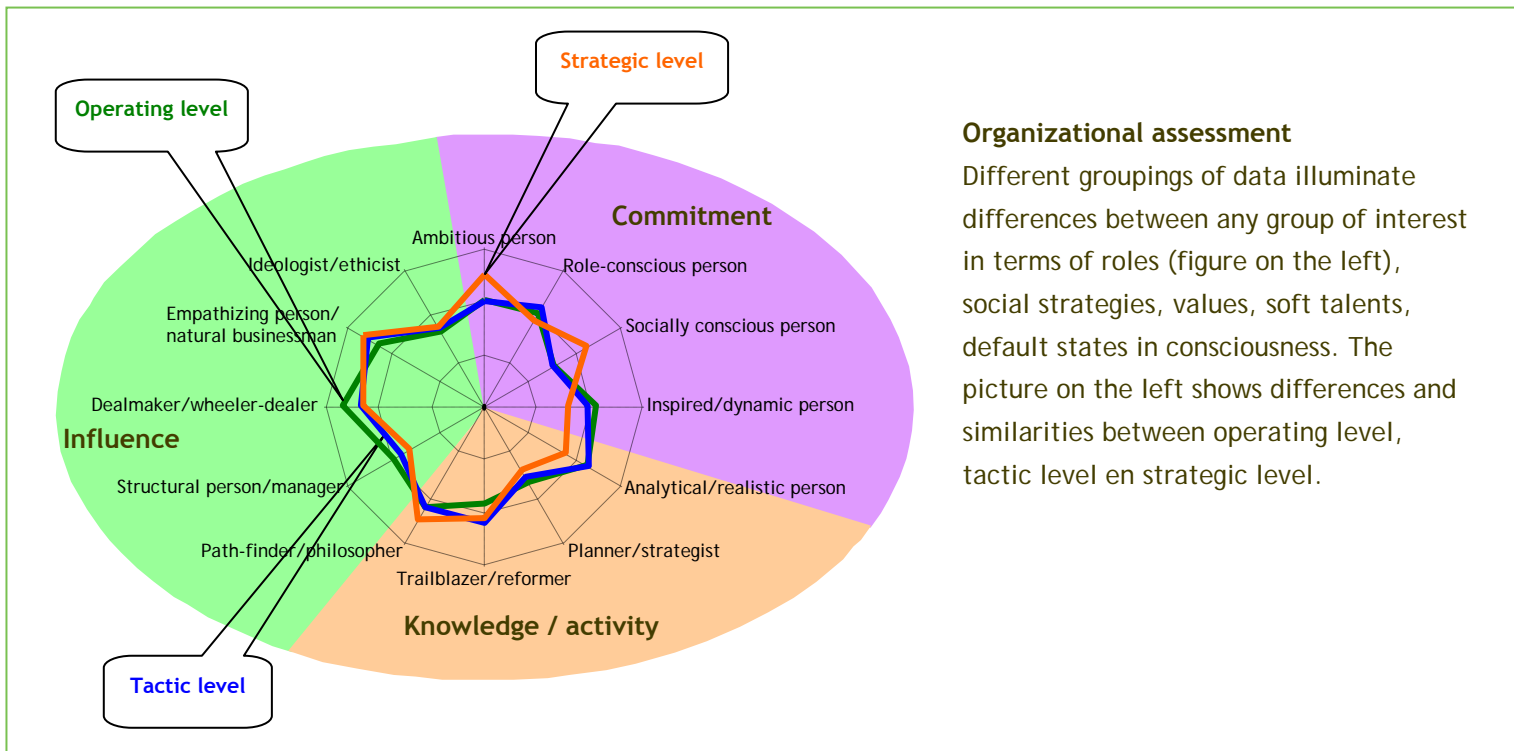 Strategic level
Operating level
Commitment
Ambitious person
Ideologist/ethicist
Role-conscious person
Empathizing person/
natural businessman
Socially conscious person
Dealmaker/wheeler-dealer
Inspired/dynamic person
Influence
Structural person/manager
Analytical/realistic person
Path-finder/philosopher
Planner/strategist
Trailblazer/reformer
Knowledge / activity
Tactic level
Organizational assessment
Different groupings of data illuminate
differences between any group of interest
in terms of roles (figure on the left),
social strategies, values, soft talents,
default states in consciousness. The
picture on the left shows differences and
similarities between operating level,
tactic level en strategic level.